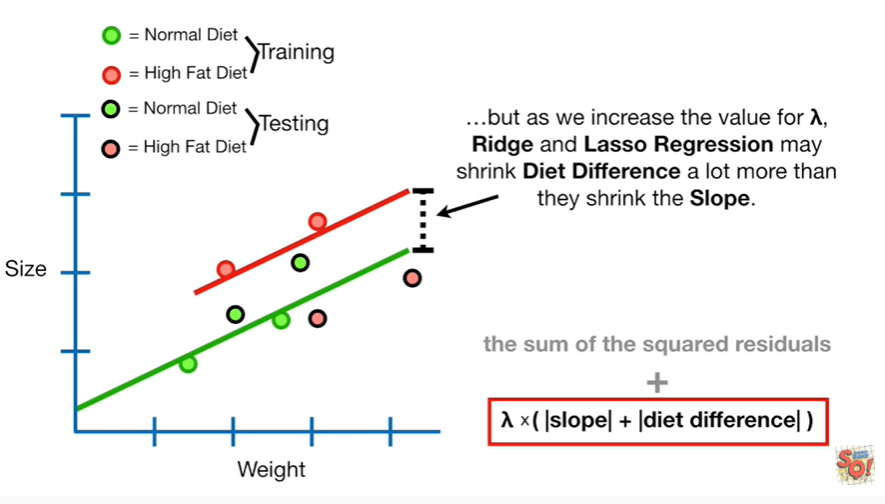 = Normal Diet
= High Fat Diet
Training
= Normal Diet
= High Fat Diet
Testing
...but as we increase the value for λ,
Ridge and Lasso Regression may
shrink Diet Difference a lot more than
they shrink the Slope.
Size
Weight
the sum of the squared residuals
+
λ × ( |slope| + |diet difference| )
SQ!